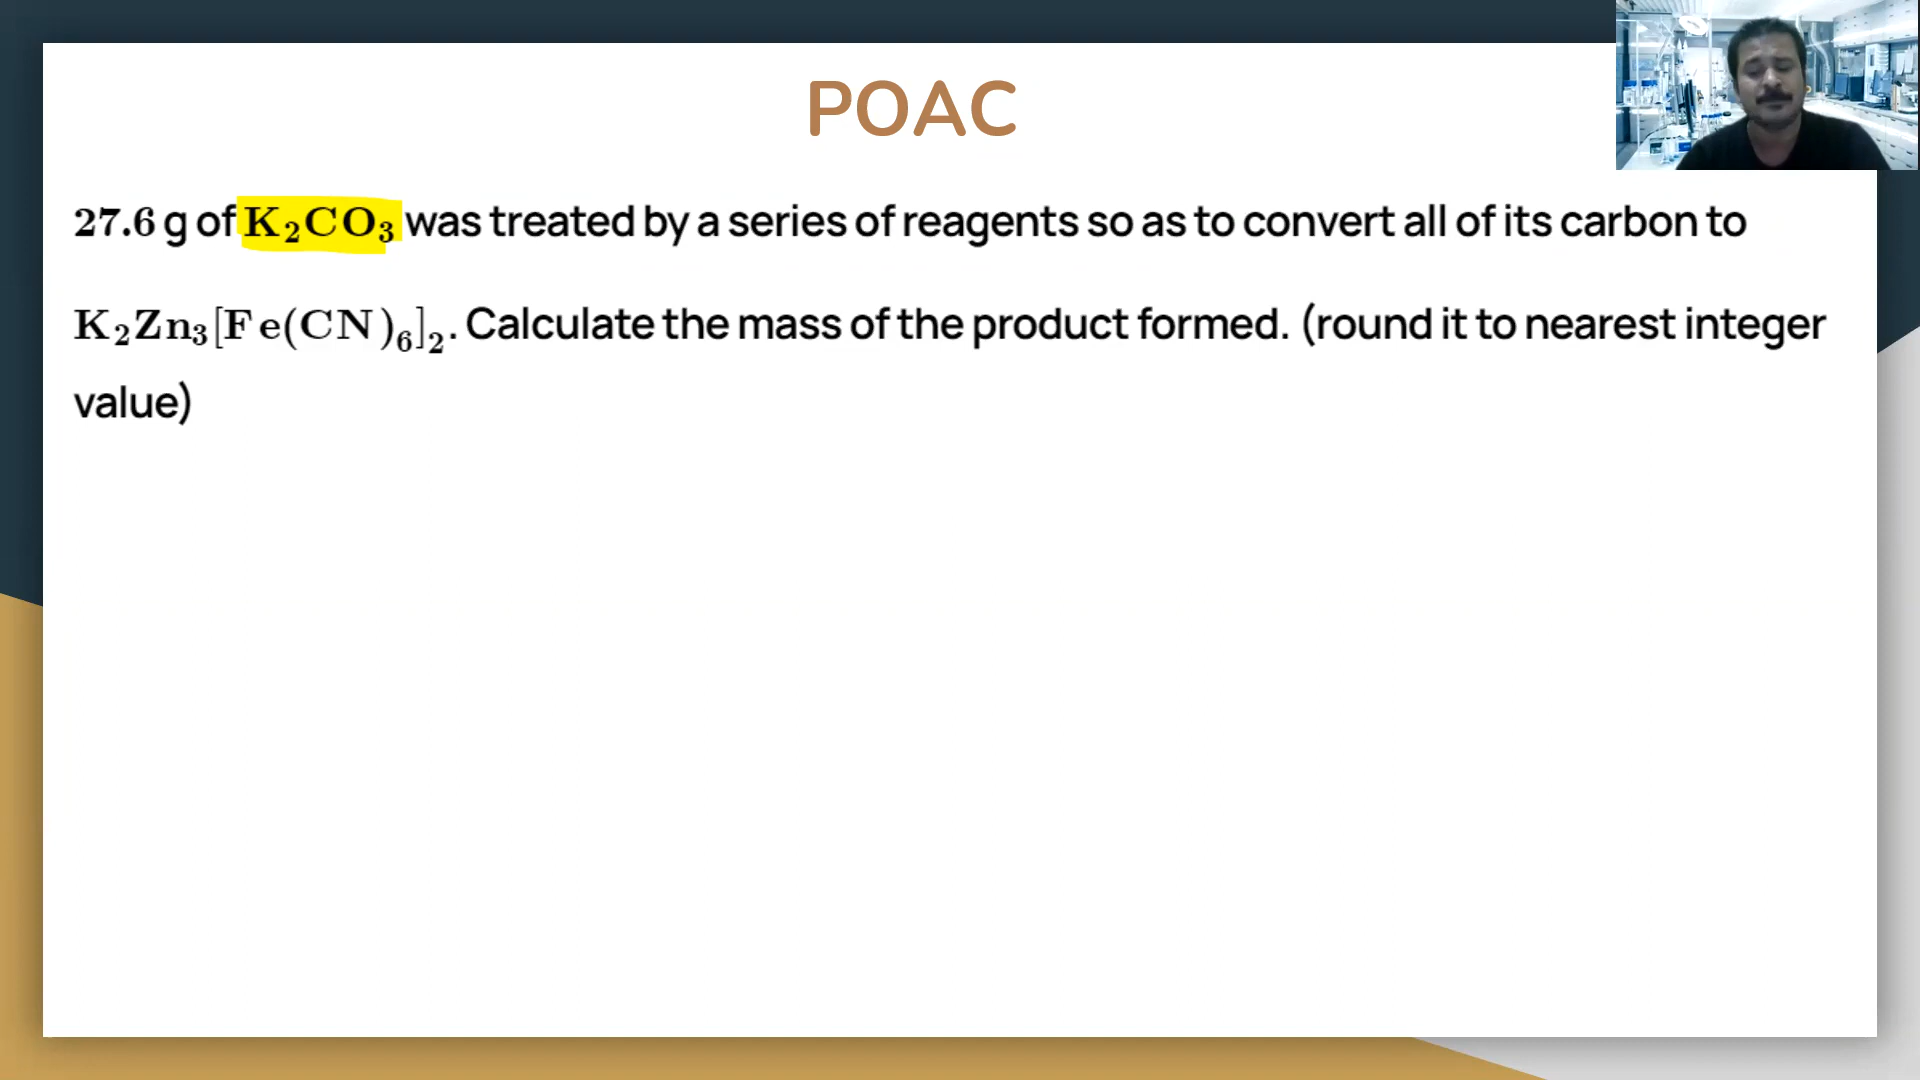 POAC
27.6 g of K₂CO₃ was treated by a series of reagents so as to convert all of its carbon to
K₂Zn₃[Fe(CN)₆]₂. Calculate the mass of the product formed. (round it to nearest integer
value)